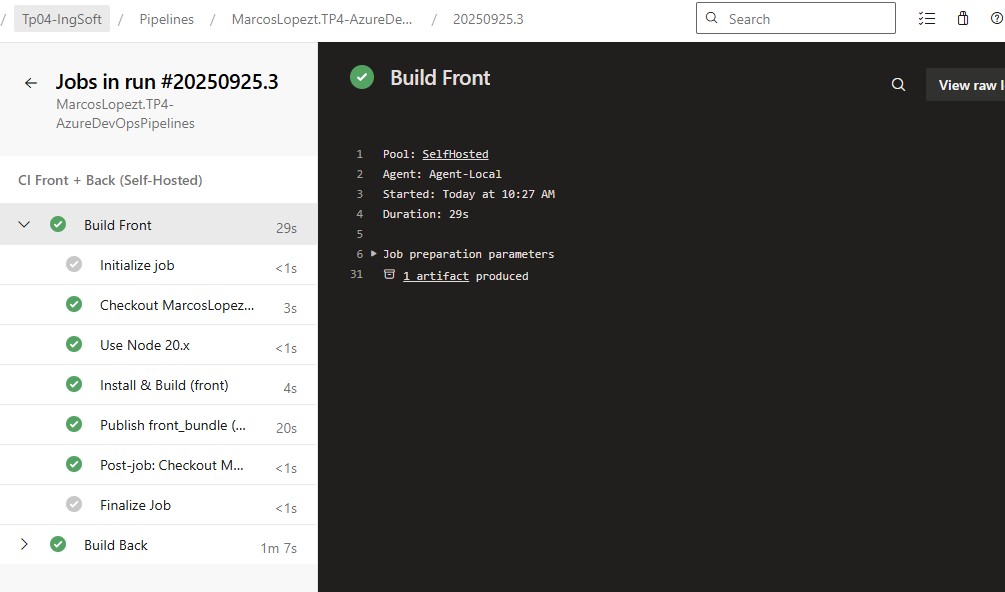 / Tp04-IngSoft / Pipelines / MarcosLopezt.TP4-AzureDe... / 20250925.3
Search
Jobs in run #20250925.3
MarcosLopezt.TP4-
AzureDevOpsPipelines
CI Front + Back (Self-Hosted)
Build Front 29s
Initialize job <1s
Checkout MarcosLopez... 3s
Use Node 20.x <1s
Install & Build (front) 4s
Publish front_bundle (... 20s
Post-job: Checkout M... <1s
Finalize Job <1s
Build Back 1m 7s
Build Front
View raw l
1 Pool: SelfHosted
2 Agent: Agent-Local
3 Started: Today at 10:27 AM
4 Duration: 29s
5
6 Job preparation parameters
31 1 artifact produced